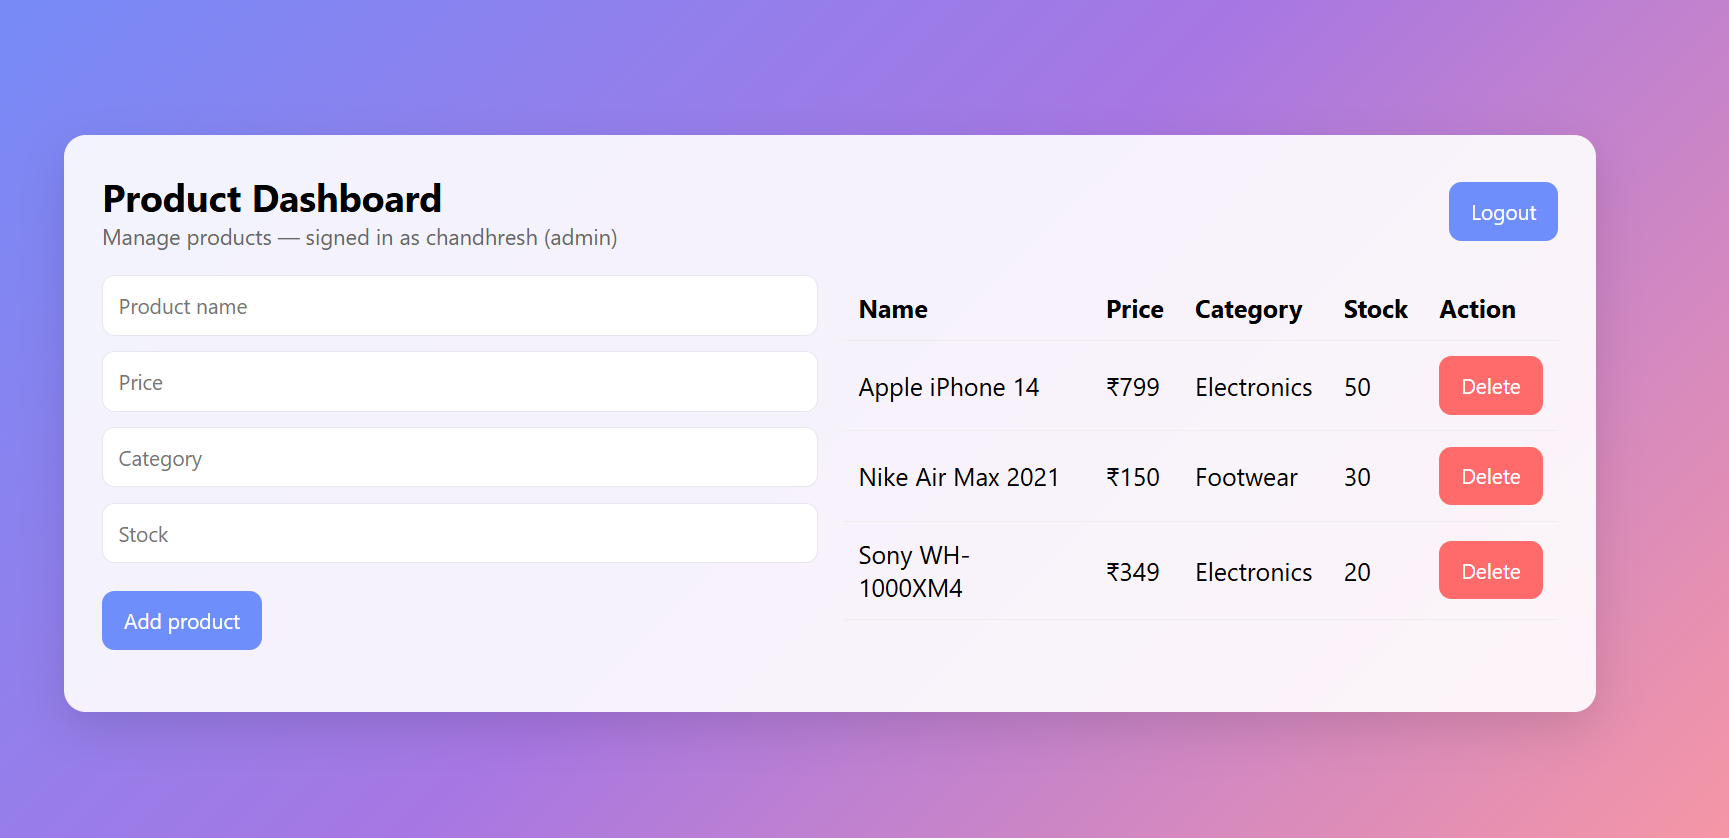 Product Dashboard
Manage products — signed in as chandhresh (admin)
Logout
Product name
Price
Category
Stock
Add product
Name Price Category Stock Action
Apple iPhone 14 ₹799 Electronics 50 Delete
Nike Air Max 2021 ₹150 Footwear 30 Delete
Sony WH-
1000XM4 ₹349 Electronics 20 Delete